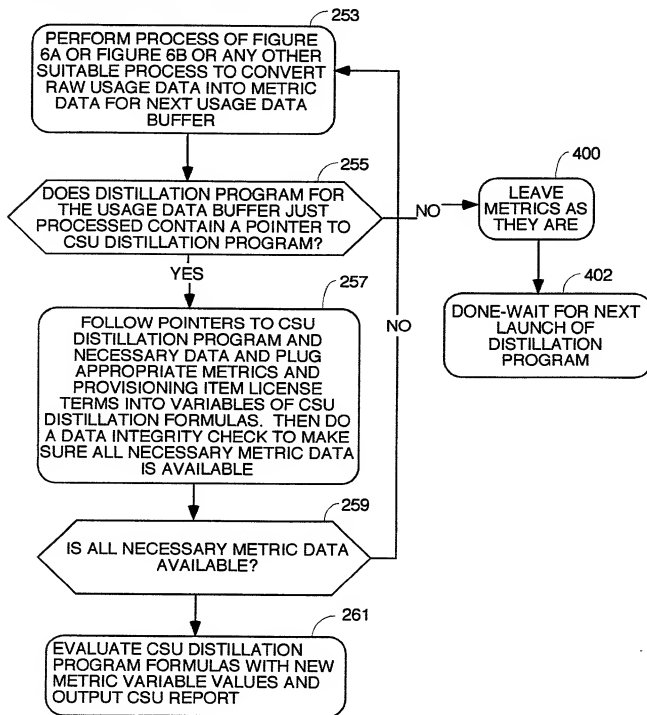 253
PERFORM PROCESS OF FIGURE
6A OR FIGURE 6B OR ANY OTHER
SUITABLE PROCESS TO CONVERT
RAW USAGE DATA INTO METRIC
DATA FOR NEXT USAGE DATA
BUFFER
255
DOES DISTILLATION PROGRAM FOR
THE USAGE DATA BUFFER JUST
PROCESSED CONTAIN A POINTER TO
CSU DISTILLATION PROGRAM?
NO
400
LEAVE
METRICS AS
THEY ARE
402
DONE-WAIT FOR NEXT
LAUNCH OF
DISTILLATION
PROGRAM
YES
257
FOLLOW POINTERS TO CSU
DISTILLATION PROGRAM AND
NECESSARY DATA AND PLUG
APPROPRIATE METRICS AND
PROVISIONING ITEM LICENSE
TERMS INTO VARIABLES OF CSU
DISTILLATION FORMULAS. THEN DO
A DATA INTEGRITY CHECK TO MAKE
SURE ALL NECESSARY METRIC DATA
IS AVAILABLE
NO
259
IS ALL NECESSARY METRIC DATA
AVAILABLE?
261
EVALUATE CSU DISTILLATION
PROGRAM FORMULAS WITH NEW
METRIC VARIABLE VALUES AND
OUTPUT CSU REPORT